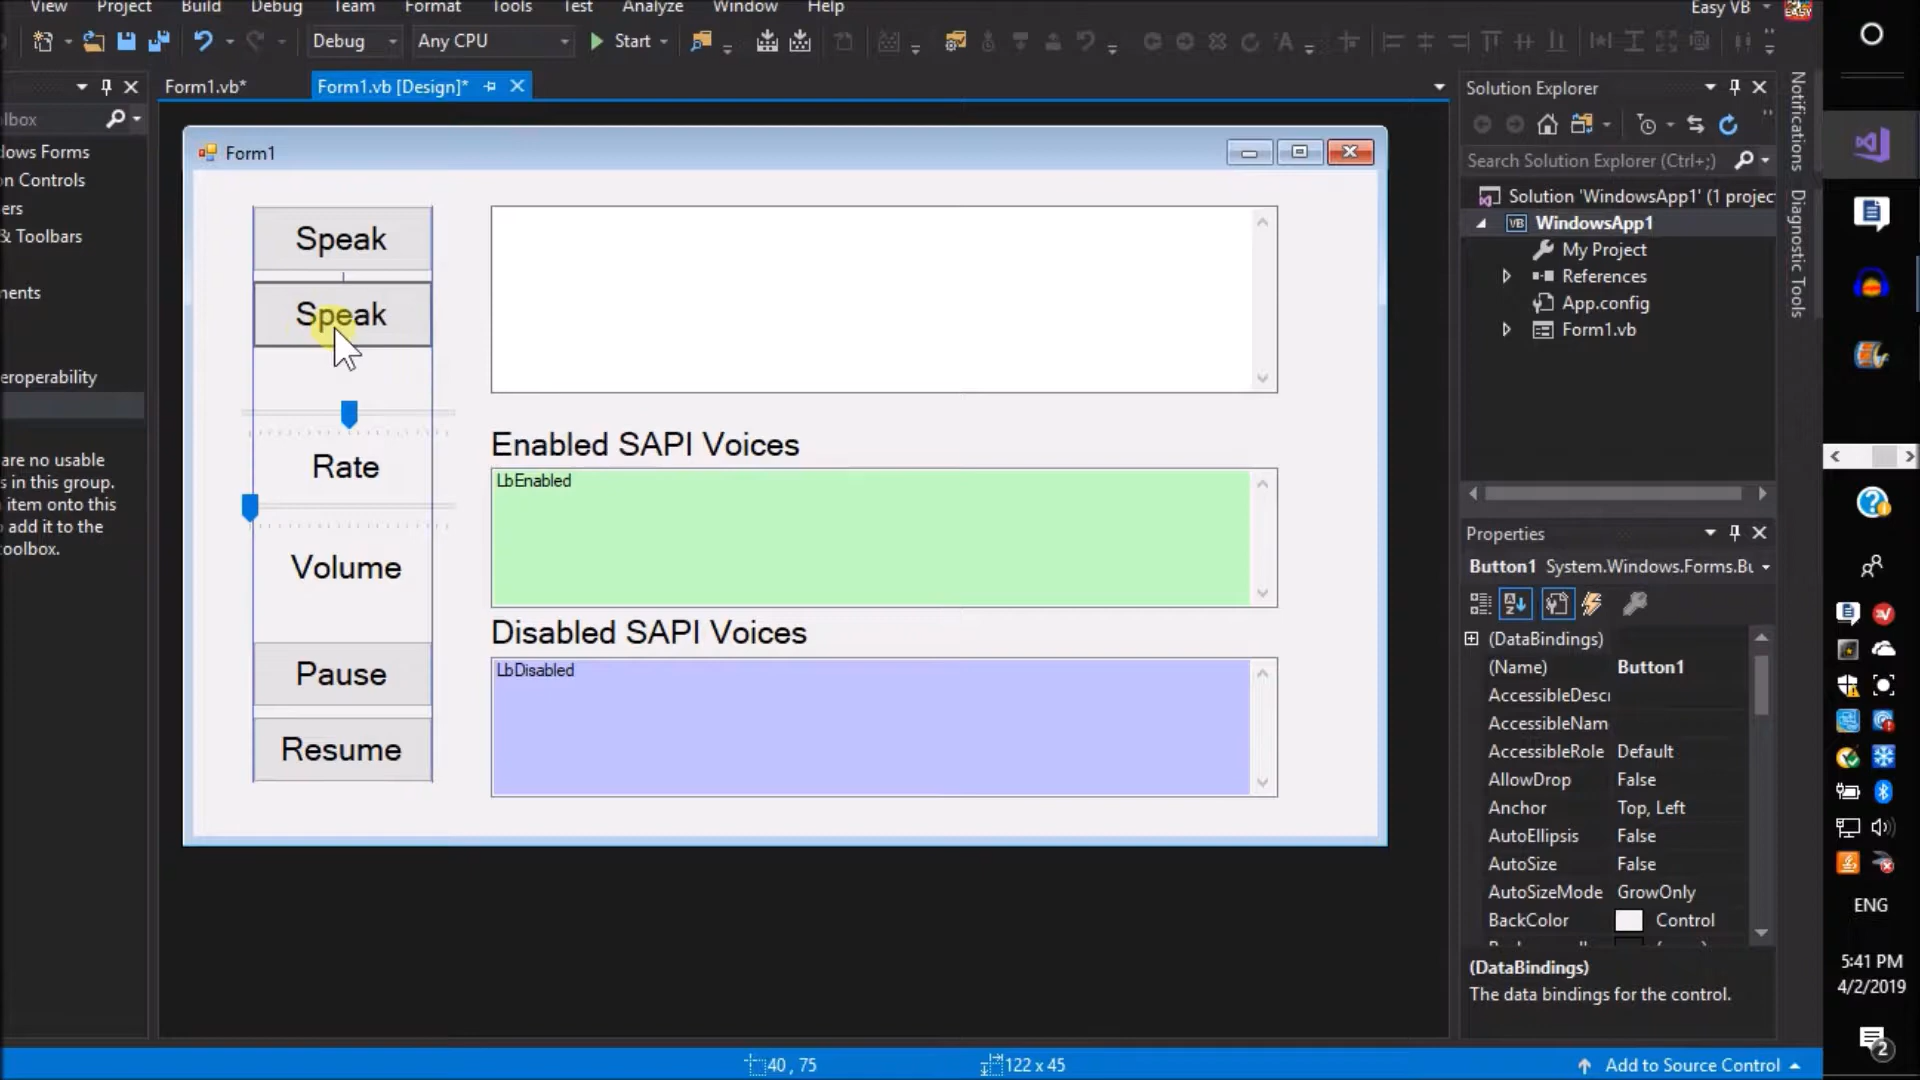 View Project Build Debug Team Format Tools Test Analyze Window Help Easy VB
EASY
Debug Any CPU Start
Form1.vb* Form1.vb [Design]*
lbox
dows Forms
n Controls
ers
& Toolbars
nents
eroperability
are no usable
s in this group.
item onto this
add it to the
oolbox.
Form1
Speak
Speak
Rate
Volume
Pause
Resume
Enabled SAPI Voices
LbEnabled
Disabled SAPI Voices
LbDisabled
Solution Explorer
Search Solution Explorer (Ctrl+;)
Solution 'WindowsApp1' (1 projec
VB WindowsApp1
My Project
References
App.config
Form1.vb
Notifications
Diagnostic Tools
Properties
Button1 System.Windows.Forms.Bu
(DataBindings)
(Name) Button1
AccessibleDescri
AccessibleNam
AccessibleRole Default
AllowDrop False
Anchor Top, Left
AutoEllipsis False
AutoSize False
AutoSizeMode GrowOnly
BackColor Control
(DataBindings)
The data bindings for the control.
ENG
5:41 PM
4/2/2019
2
40 , 75 122 x 45 Add to Source Control